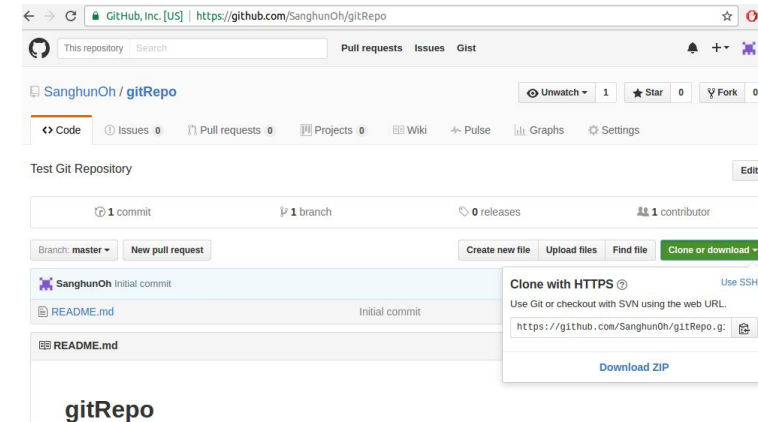 GitHub, Inc. [US] | https://github.com/SanghunOh/gitRepo
This repository Search Pull requests Issues Gist
SanghunOh / gitRepo Unwatch 1 Star 0 Fork 0
Code Issues 0 Pull requests 0 Projects 0 Wiki Pulse Graphs Settings
Test Git Repository Edit
1 commit 1 branch 0 releases 1 contributor
Branch: master New pull request Create new file Upload files Find file Clone or download
SanghunOh Initial commit
Clone with HTTPS Use SSH
Use Git or checkout with SVN using the web URL.
README.md Initial commit
https://github.com/SanghunOh/gitRepo.gi
README.md
Download ZIP
gitRepo